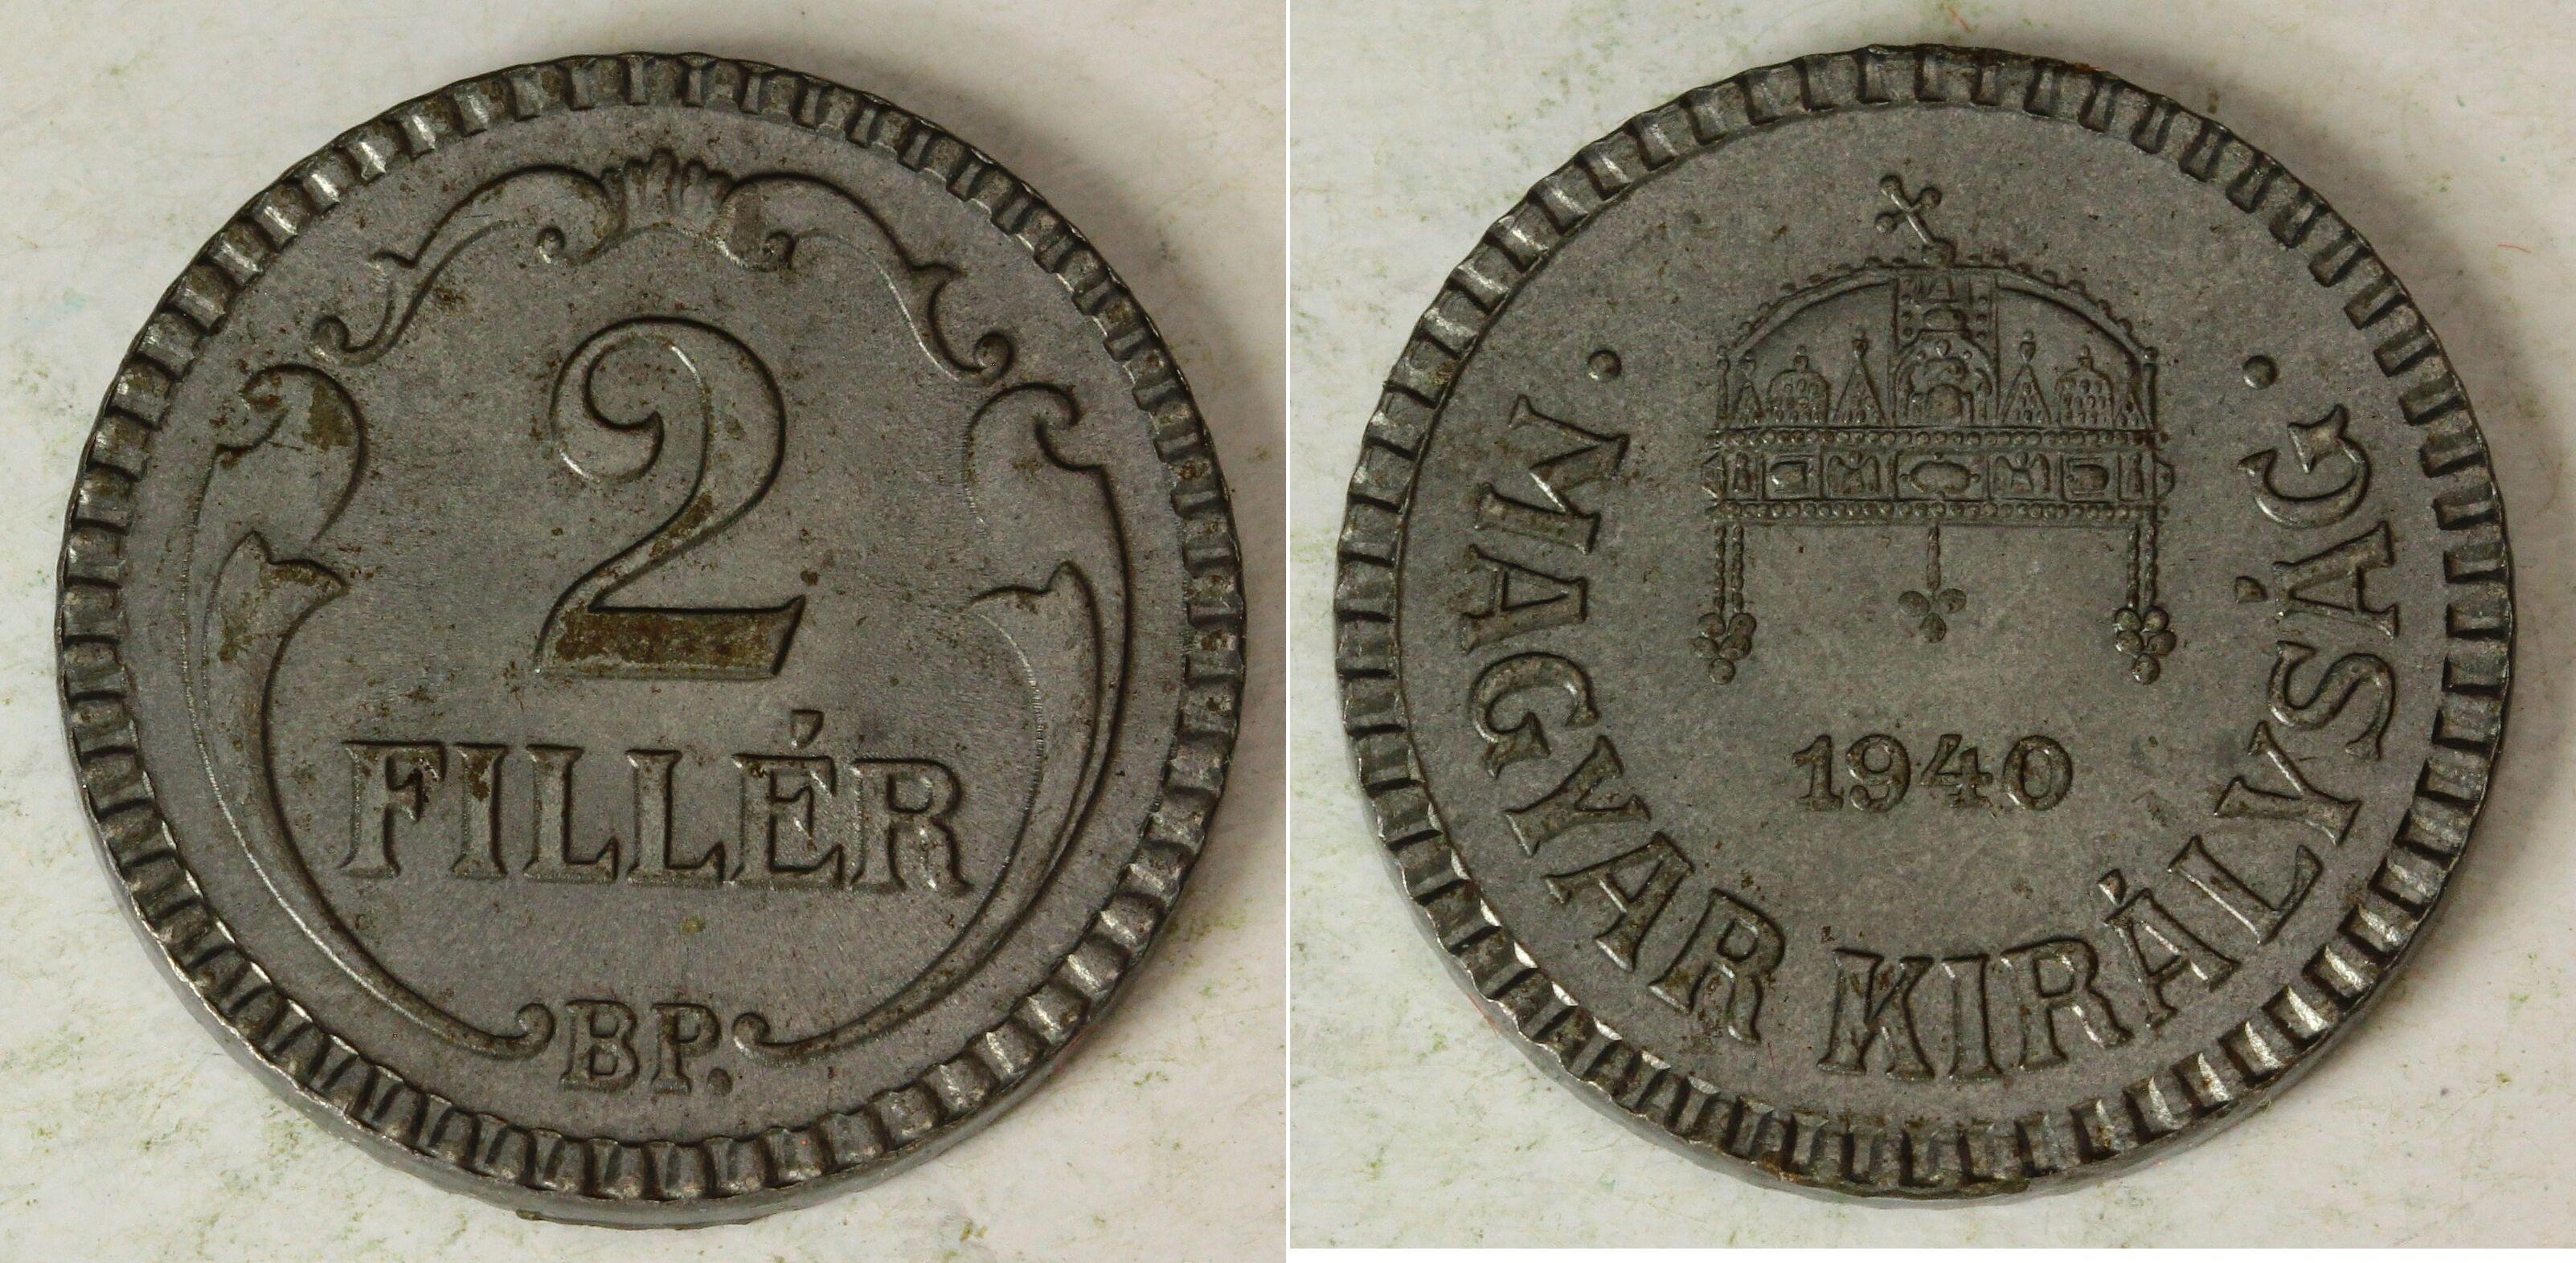 2
FILLÉR
BP.
1940
• MAGYAR KIRÁLYSÁG •